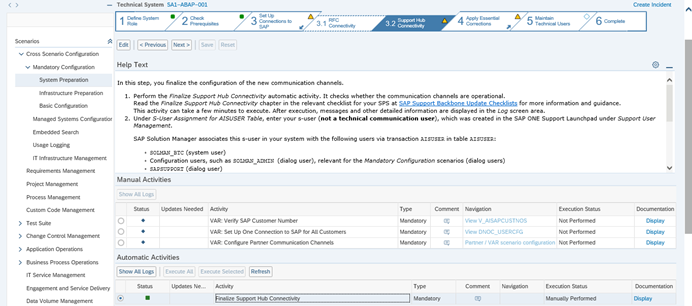 Technical System SA1~ABAP~001
Create Incident
1 Define System Role
2 Check Prerequisites
3 Set Up Connections to SAP
3.1 RFC Connectivity
3.2 Support Hub Connectivity
4 Apply Essential Corrections
5 Maintain Technical Users
6 Complete
Edit < Previous Next > Save Reset
Scenarios
Cross Scenario Configuration
Mandatory Configuration
System Preparation
Infrastructure Preparation
Basic Configuration
Managed Systems Configuration
Embedded Search
Usage Logging
IT Infrastructure Management
Requirements Management
Project Management
Process Management
Custom Code Management
Test Suite
Change Control Management
Application Operations
Business Process Operations
IT Service Management
Engagement and Service Delivery
Data Volume Management
Help Text
In this step, you finalize the configuration of the new communication channels.
1. Perform the Finalize Support Hub Connectivity automatic activity. It checks whether the communication channels are operational.
Read the Finalize Support Hub Connectivity chapter in the relevant checklist for your SPS at SAP Support Backbone Update Checklists for more information and guidance.
This activity can take a few minutes to execute. After execution, messages and other detailed information are displayed in the Log screen area.
2. Under S-User Assignment for AISUSER Table, enter your s-user (not a technical communication user), which was created in the SAP ONE Support Launchpad under Support User
Management.
SAP Solution Manager associates this s-user in your system with the following users via transaction AISUSER in table AISUSER:
• SOLMAN_BTC (system user)
• Configuration users, such as SOLMAN_ADMIN (dialog user), relevant for the Mandatory Configuration scenarios (dialog users)
• SAPSUPPORT (dialog user)
Manual Activities
Show All Logs
Status Updates Needed Activity Type Comment Navigation Execution Status Documentation
VAR: Verify SAP Customer Number Mandatory View V_AISAPCUSTNOS Not Performed Display
VAR: Set Up One Connection to SAP for All Customers Mandatory View DNOC_USERCFG Not Performed Display
VAR: Configure Partner Communication Channels Mandatory Partner / VAR scenario configuration Not Performed Display
Automatic Activities
Show All Logs Execute All Execute Selected Refresh
Status Updates Ne... Activity Type Comment Navigation Execution Status Documentation
Finalize Support Hub Connectivity Mandatory Manually Performed Display